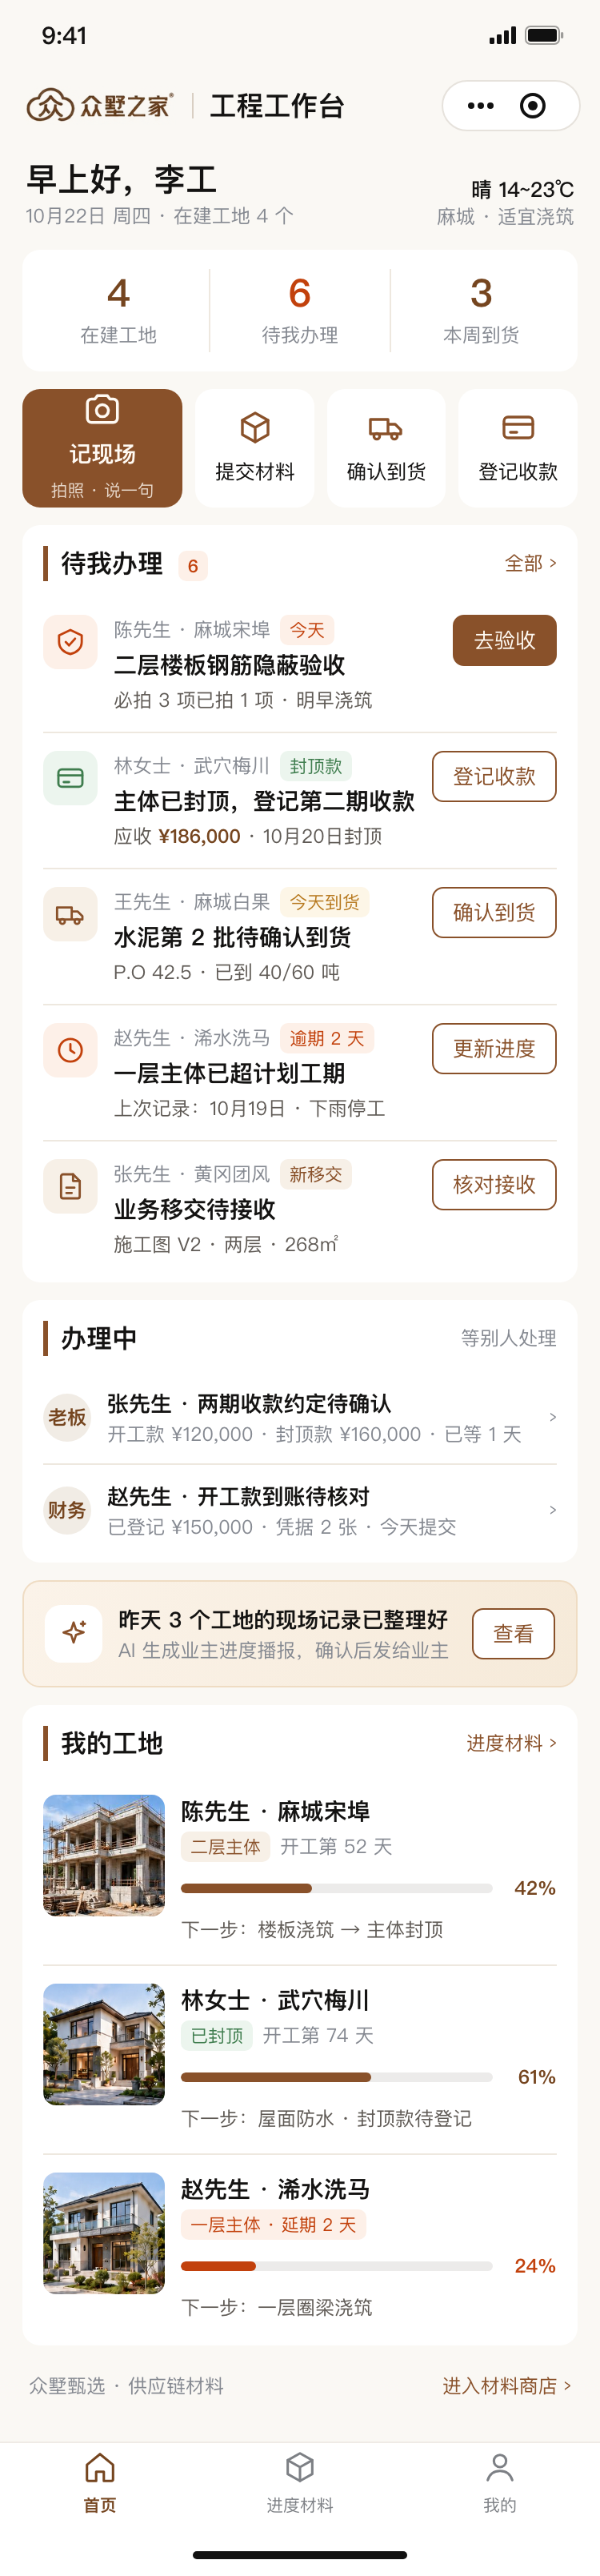 9:41
众墅之家® 工程工作台
早上好，李工
晴 14~23℃
10月22日 周四 · 在建工地 4 个
麻城 · 适宜浇筑
4 6 3
在建工地 待我办理 本周到货
记现场
拍照 · 说一句
提交材料 确认到货 登记收款
待我办理 6 全部 >
陈先生 · 麻城宋埠 今天
二层楼板钢筋隐蔽验收
必拍 3 项已拍 1 项 · 明早浇筑
去验收
林女士 · 武穴梅川 封顶款
主体已封顶，登记第二期收款
应收 ¥186,000 · 10月20日封顶
登记收款
王先生 · 麻城白果 今天到货
水泥第 2 批待确认到货
P.O 42.5 · 已到 40/60 吨
确认到货
赵先生 · 浠水洗马 逾期 2 天
一层主体已超计划工期
上次记录：10月19日 · 下雨停工
更新进度
张先生 · 黄冈团风 新移交
业务移交待接收
施工图 V2 · 两层 · 268㎡
核对接收
办理中 等别人处理
老板
张先生 · 两期收款约定待确认
开工款 ¥120,000 · 封顶款 ¥160,000 · 已等 1 天 >
财务
赵先生 · 开工款到账待核对
已登记 ¥150,000 · 凭据 2 张 · 今天提交 >
昨天 3 个工地的现场记录已整理好
AI 生成业主进度播报，确认后发给业主
查看
我的工地 进度材料 >
陈先生 · 麻城宋埠
二层主体 开工第 52 天
42%
下一步：楼板浇筑 → 主体封顶
林女士 · 武穴梅川
已封顶 开工第 74 天
61%
下一步：屋面防水 · 封顶款待登记
赵先生 · 浠水洗马
一层主体 · 延期 2 天
24%
下一步：一层圈梁浇筑
众墅甄选 · 供应链材料 进入材料商店 >
首页 进度材料 我的